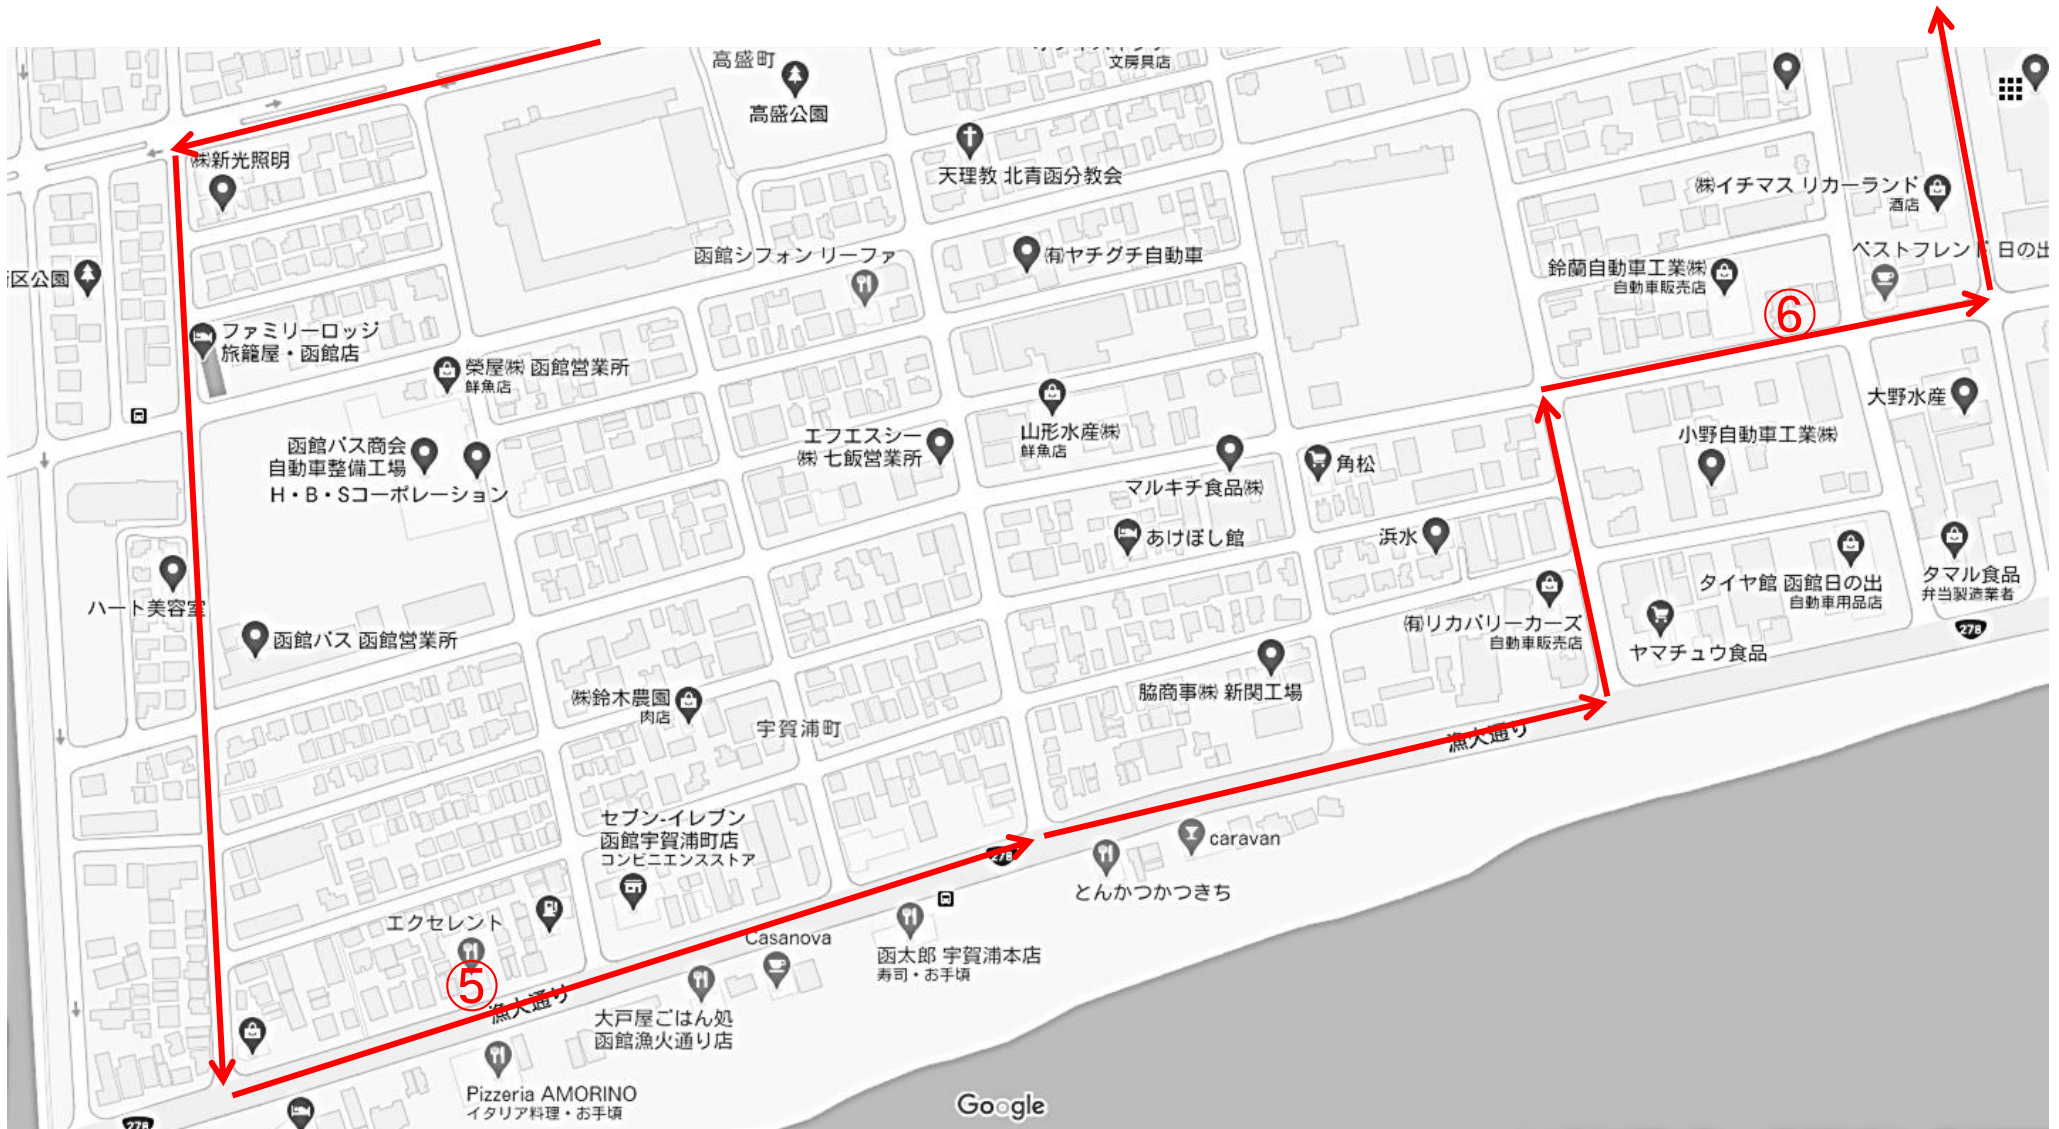 高盛町
高盛公園
文房具店
㈱新光照明
天理教 北青函分教会
㈱イチマス リカーランド
酒店
函館シフォン リーファ
㈲ヤチグチ自動車
ベストフレンド 日の出
区公園
鈴蘭自動車工業㈱
自動車販売店
⑥
ファミリーロッジ
旅籠屋・函館店
榮屋㈱ 函館営業所
鮮魚店
大野水産
函館バス商会
自動車整備工場
H・B・Sコーポレーション
エフエスシー
㈱ 七飯営業所
山形水産㈱
鮮魚店
マルキチ食品㈱
角松
小野自動車工業㈱
あけぼし館
浜水
ハート美容室
タイヤ館 函館日の出
自動車用品店
タマル食品
弁当製造業者
278
函館バス 函館営業所
㈲リカバリーカーズ
自動車販売店
ヤマチュウ食品
㈱鈴木農園
肉店
宇賀浦町
脇商事㈱ 新関工場
漁火通り
セブン-イレブン
函館宇賀浦町店
コンビニエンスストア
278
caravan
とんかつかつきち
エクセレント
⑤
漁火通り
Casanova
函太郎 宇賀浦本店
寿司・お手頃
大戸屋ごはん処
函館漁火通り店
Pizzeria AMORINO
イタリア料理・お手頃
278
Google